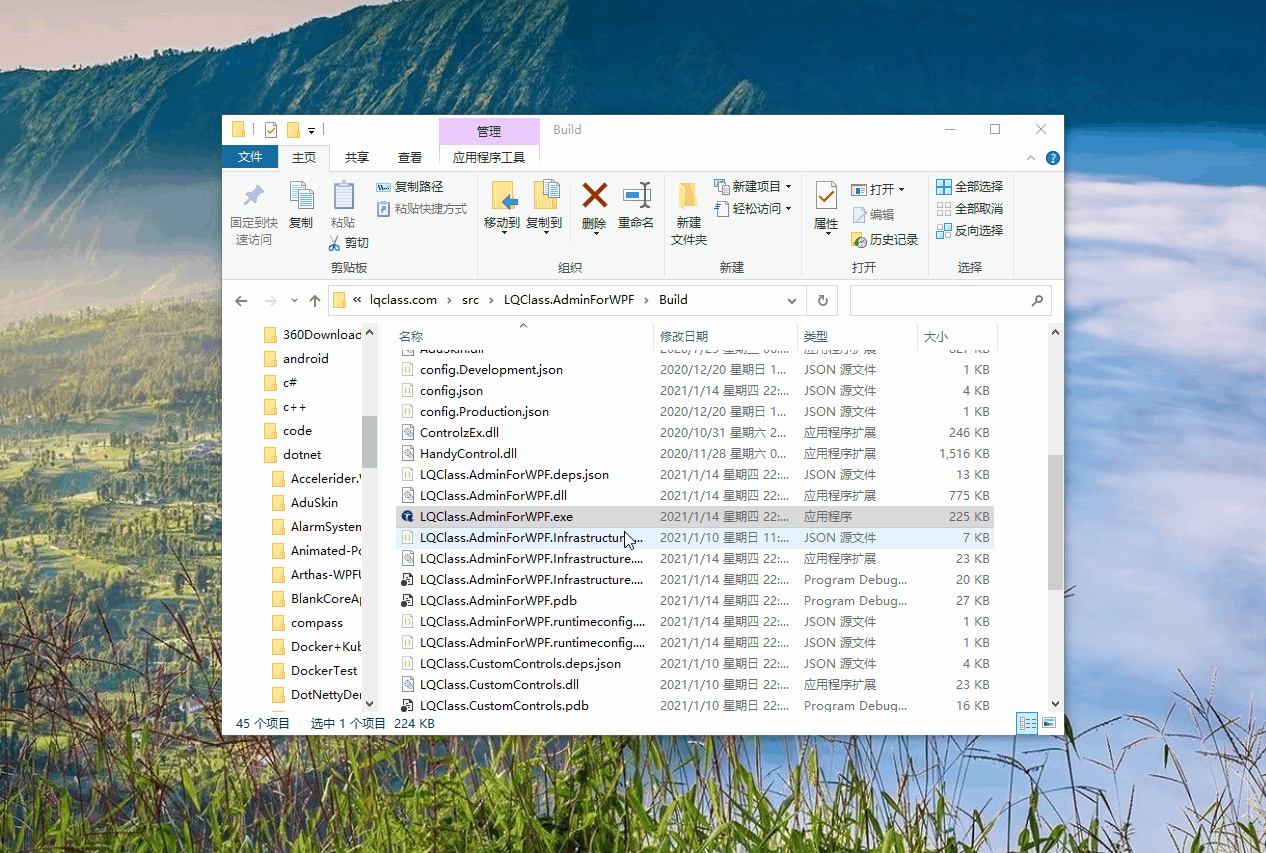 管理 Build
文件 主页 共享 查看 应用程序工具
固定到快速访问
复制
粘贴
复制路径
粘贴快捷方式
剪切
剪贴板
移动到 复制到 删除 重命名
组织
新建文件夹
新建项目
轻松访问
新建
属性
打开
编辑
历史记录
打开
全部选择
全部取消
反向选择
选择
« lqclass.com › src › LQClass.AdminForWPF › Build
360Download
android
c#
c++
code
dotnet
Accelerider.
AduSkin
AlarmSystem
Animated-Po
Arthas-WPFU
BlankCoreAp
compass
Docker+Kub
DockerTest
DotNettyDer
名称 修改日期 类型 大小
AduSkin.dll 2020/7/29 星期三 00:... 应用程序扩展 827 KB
config.Development.json 2020/12/20 星期日 1... JSON 源文件 1 KB
config.json 2021/1/14 星期四 22:... JSON 源文件 4 KB
config.Production.json 2020/12/20 星期日 1... JSON 源文件 1 KB
ControlzEx.dll 2020/10/31 星期六 2... 应用程序扩展 246 KB
HandyControl.dll 2020/11/28 星期六 0... 应用程序扩展 1,516 KB
LQClass.AdminForWPF.deps.json 2021/1/14 星期四 22:... JSON 源文件 13 KB
LQClass.AdminForWPF.dll 2021/1/14 星期四 22:... 应用程序扩展 775 KB
LQClass.AdminForWPF.exe 2021/1/14 星期四 22:... 应用程序 225 KB
LQClass.AdminForWPF.Infrastructur... 2021/1/10 星期日 11:... JSON 源文件 7 KB
LQClass.AdminForWPF.Infrastructure.... 2021/1/14 星期四 22:... 应用程序扩展 23 KB
LQClass.AdminForWPF.Infrastructure.... 2021/1/14 星期四 22:... Program Debug... 20 KB
LQClass.AdminForWPF.pdb 2021/1/14 星期四 22:... Program Debug... 27 KB
LQClass.AdminForWPF.runtimeconfig.... 2021/1/14 星期四 22:... JSON 源文件 1 KB
LQClass.AdminForWPF.runtimeconfig.... 2021/1/14 星期四 22:... JSON 源文件 1 KB
LQClass.CustomControls.deps.json 2021/1/10 星期日 22:... JSON 源文件 4 KB
LQClass.CustomControls.dll 2021/1/10 星期日 22:... 应用程序扩展 23 KB
LQClass.CustomControls.pdb 2021/1/10 星期日 22:... Program Debug... 16 KB
45 个项目 选中 1 个项目 224 KB